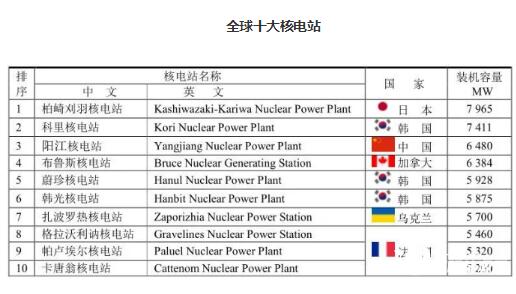 全球十大核电站
排序 核电站名称 国 家 装机容量 MW
中 文 英 文
1 柏崎刈羽核电站 Kashiwazaki-Kariwa Nuclear Power Plant 日 本 7 965
2 科里核电站 Kori Nuclear Power Plant 韩 国 7 411
3 阳江核电站 Yangjiang Nuclear Power Plant 中 国 6 480
4 布鲁斯核电站 Bruce Nuclear Generating Station 加拿大 6 384
5 蔚珍核电站 Hanul Nuclear Power Plant 韩 国 5 928
6 韩光核电站 Hanbit Nuclear Power Plant 韩 国 5 875
7 扎波罗热核电站 Zaporizhia Nuclear Power Station 乌克兰 5 700
8 格拉沃利讷核电站 Gravelines Nuclear Power Station 5 460
9 帕卢埃尔核电站 Paluel Nuclear Power Plant 法 5 320
10 卡唐翁核电站 Cattenom Nuclear Power Plant